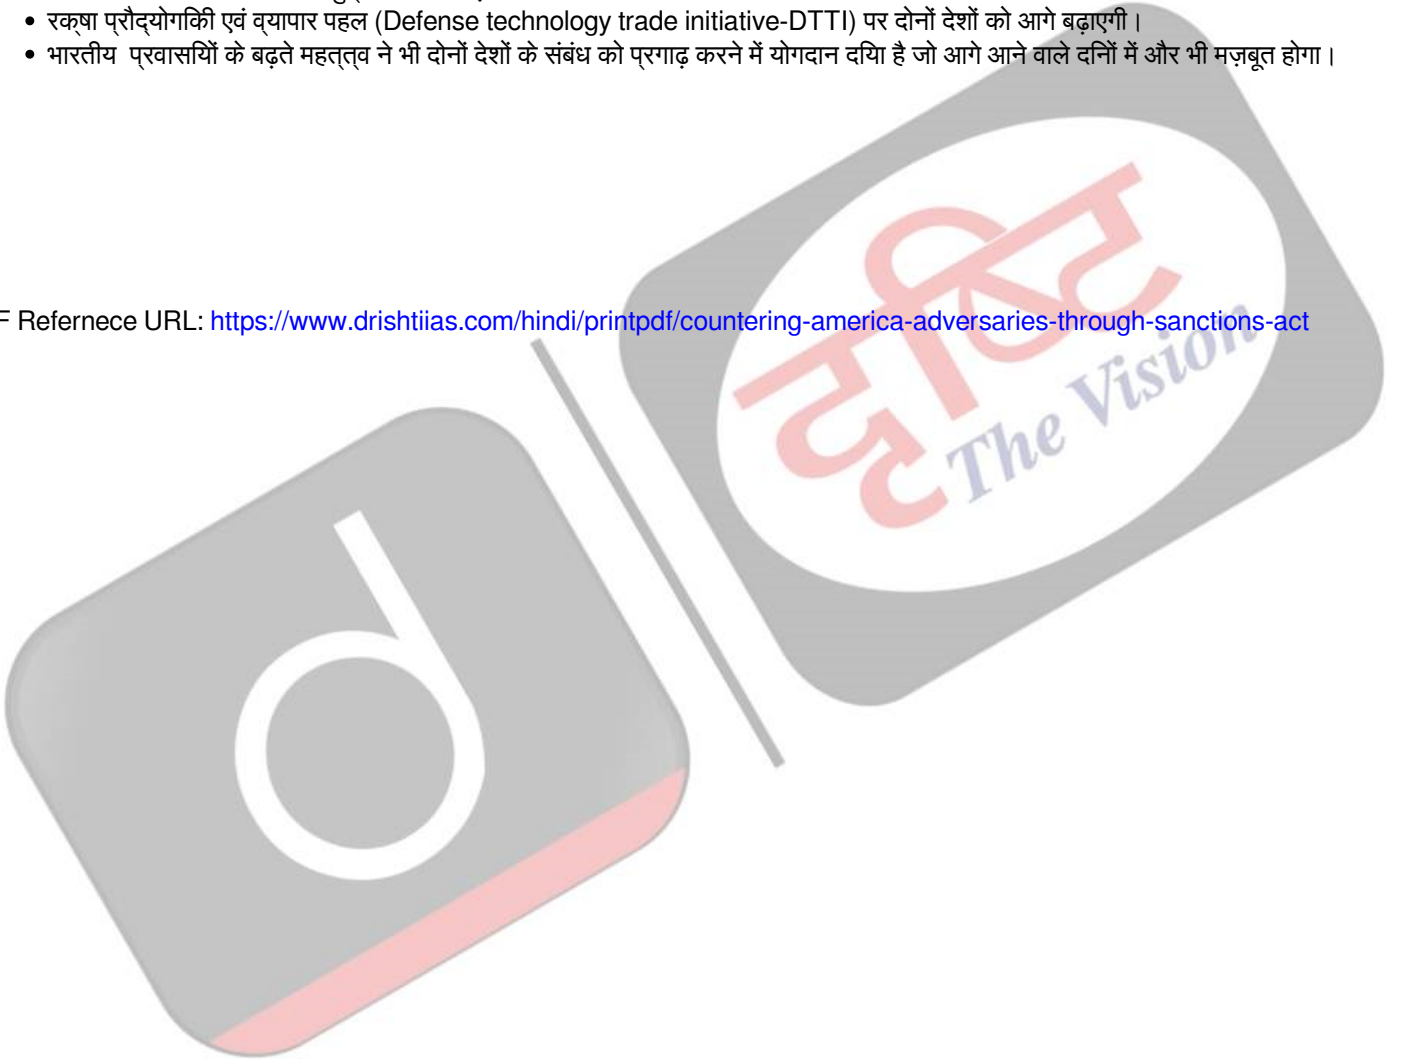 • रक्षा प्रौद्योगिकी एवं व्यापार पहल (Defense technology trade initiative-DTTI) पर दोनों देशों को आगे बढ़ाएगी।
• भारतीय प्रवासियों के बढ़ते महत्त्व ने भी दोनों देशों के संबंध को प्रगाढ़ करने में योगदान दिया है जो आगे आने वाले दिनों में और भी मज़बूत होगा।
दृष्टि
F Refernece URL: https://www.drishtiias.com/hindi/printpdf/countering-america-adversaries-through-sanctions-act
The Vision
d